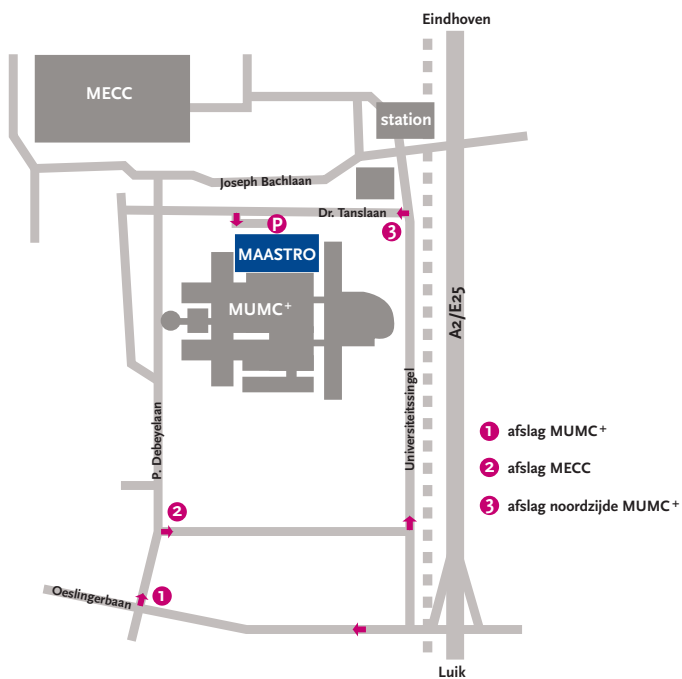 Eindhoven
MECC
station
Joseph Bachlaan
Dr. Tanslaan
P
3
MAASTRO
MUMC+
A2/E25
P. Debeyelaan
Universiteitssingel
1 afslag MUMC+
2 afslag MECC
3 afslag noordzijde MUMC+
2
Oeslingerbaan
1
Luik